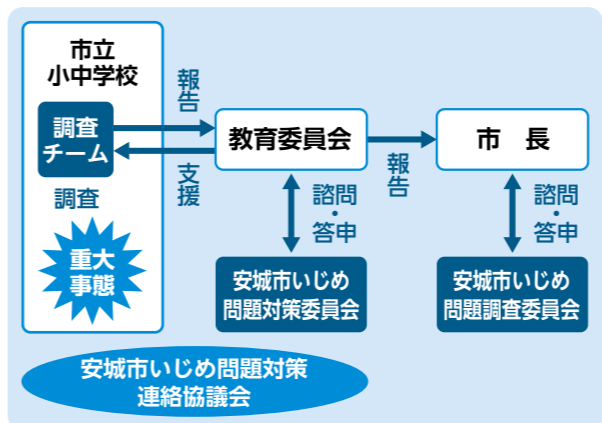 市立
小中学校
調査
チーム
調査
重大
事態
報告
支援
教育委員会
諮問・答申
安城市いじめ
問題対策委員会
報告
市　長
諮問・答申
安城市いじめ
問題調査委員会
安城市いじめ問題対策
連絡協議会